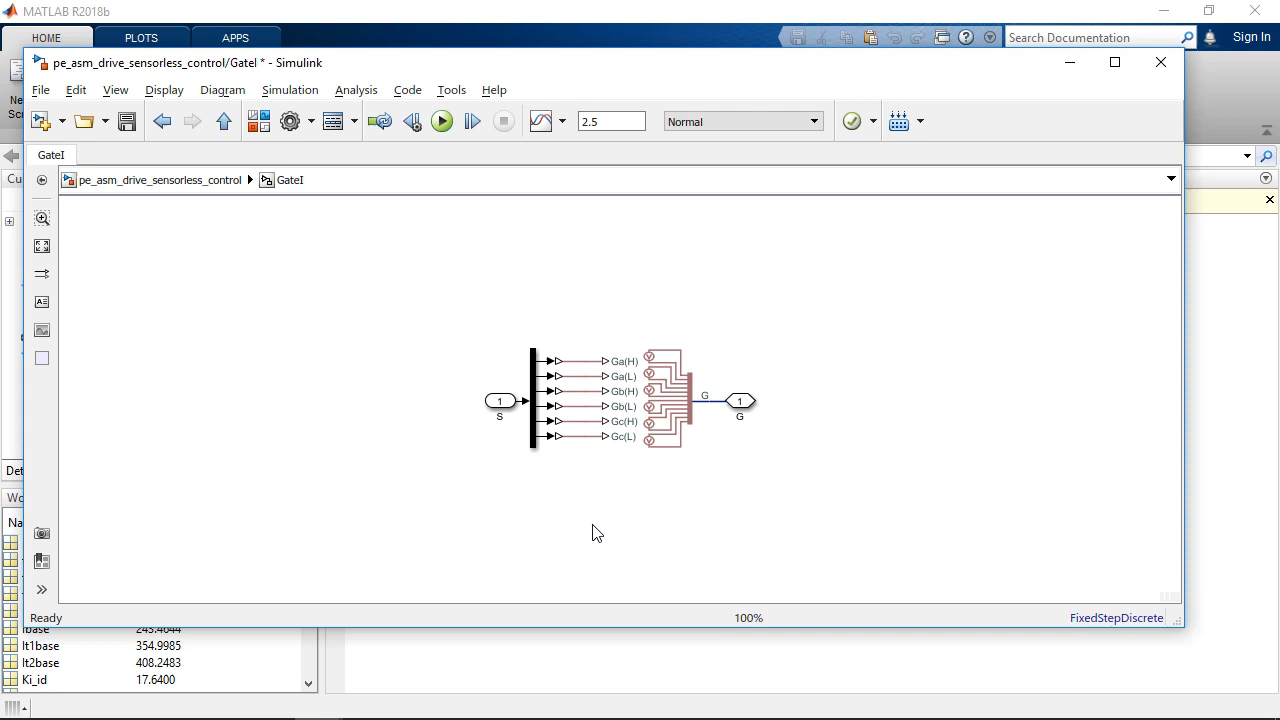 MATLAB R2018b
HOME PLOTS APPS
Search Documentation Sign In
pe_asm_drive_sensorless_control/GateI * - Simulink
File Edit View Display Diagram Simulation Analysis Code Tools Help
2.5 Normal
GateI
pe_asm_drive_sensorless_control GateI
Ga(H)
Ga(L)
Gb(H)
Gb(L)
Gc(H)
Gc(L)
1
S
G
1
G
Ready 100% FixedStepDiscrete
Ibase 243.4644
It1base 354.9985
It2base 408.2483
Ki_id 17.6400